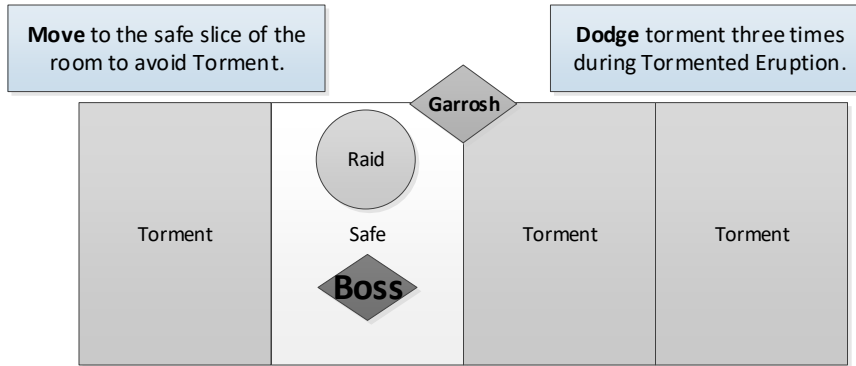 Move to the safe slice of the
room to avoid Torment.
Dodge torment three times
during Tormented Eruption.
Garrosh
Raid
Torment
Safe
Torment
Torment
Boss